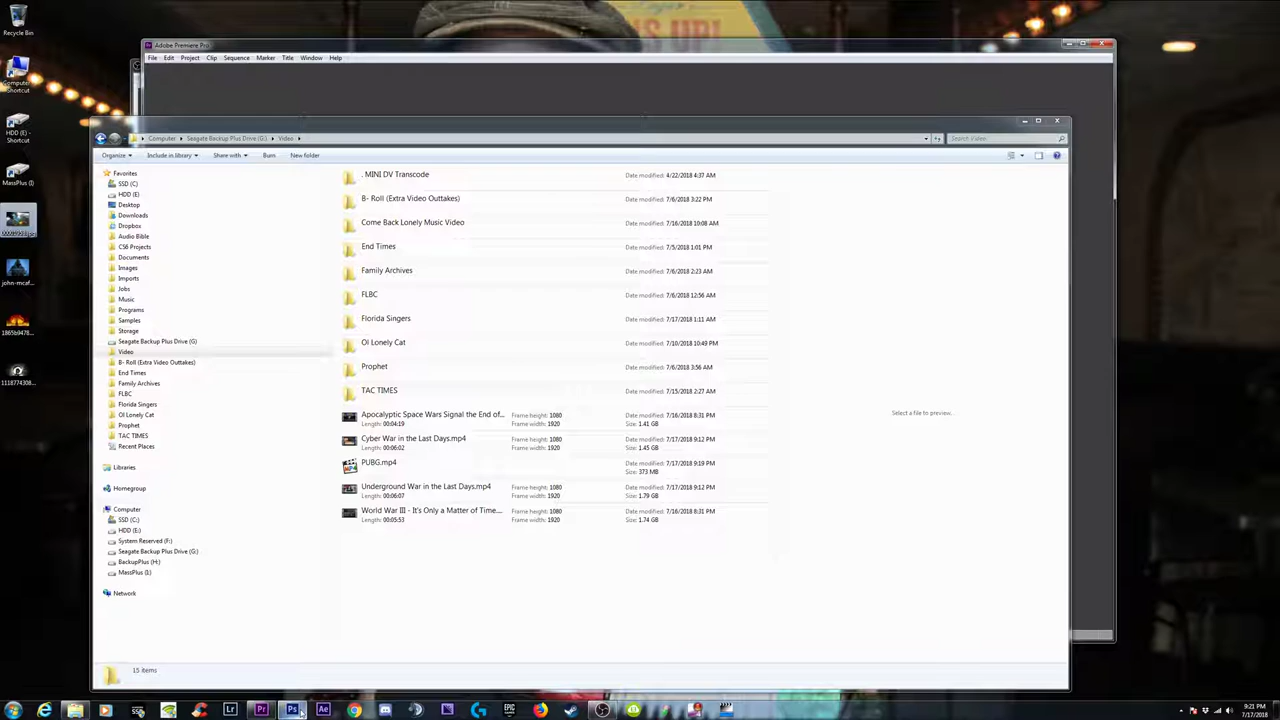 Recycle Bin
Computer - Shortcut
HDD (E) - Shortcut
MassPlus (I)
john-mcaf...
1865b9478...
1118774308...
Adobe Premiere Pro
File Edit Project Clip Sequence Marker Title Window Help
Computer Seagate Backup Plus Drive (G:) Video
Search Video
Organize Include in library Share with Burn New folder
Favorites
SSD (C)
HDD (E)
Desktop
Downloads
Dropbox
Audio Bible
CS6 Projects
Documents
Images
Imports
Jobs
Music
Programs
Samples
Storage
Seagate Backup Plus Drive (G)
Video
B- Roll (Extra Video Outtakes)
End Times
Family Archives
FLBC
Florida Singers
Ol Lonely Cat
Prophet
TAC TIMES
Recent Places
Libraries
Homegroup
Computer
SSD (C:)
HDD (E:)
System Reserved (F:)
Seagate Backup Plus Drive (G:)
BackupPlus (H:)
MassPlus (I:)
Network
. MINI DV Transcode Date modified: 4/22/2018 4:37 AM
B- Roll (Extra Video Outtakes) Date modified: 7/6/2018 3:22 PM
Come Back Lonely Music Video Date modified: 7/16/2018 10:08 AM
End Times Date modified: 7/5/2018 1:01 PM
Family Archives Date modified: 7/6/2018 2:23 AM
FLBC Date modified: 7/6/2018 12:56 AM
Florida Singers Date modified: 7/17/2018 1:11 AM
Ol Lonely Cat Date modified: 7/10/2018 10:49 PM
Prophet Date modified: 7/6/2018 3:56 AM
TAC TIMES Date modified: 7/15/2018 2:27 AM
Apocalyptic Space Wars Signal the End of... Frame height: 1080 Date modified: 7/16/2018 8:31 PM
Length: 00:04:19 Frame width: 1920 Size: 1.41 GB
Cyber War in the Last Days.mp4 Frame height: 1080 Date modified: 7/17/2018 9:12 PM
Length: 00:06:02 Frame width: 1920 Size: 1.45 GB
PUBG.mp4 Date modified: 7/17/2018 9:19 PM
Size: 373 MB
Underground War in the Last Days.mp4 Frame height: 1080 Date modified: 7/17/2018 9:12 PM
Length: 00:06:07 Frame width: 1920 Size: 1.79 GB
World War III - It's Only a Matter of Time.... Frame height: 1080 Date modified: 7/16/2018 8:31 PM
Length: 00:05:53 Frame width: 1920 Size: 1.74 GB
Select a file to preview.
15 items
Lr Pr Ps Ae
EPIC
9:21 PM
7/17/2018